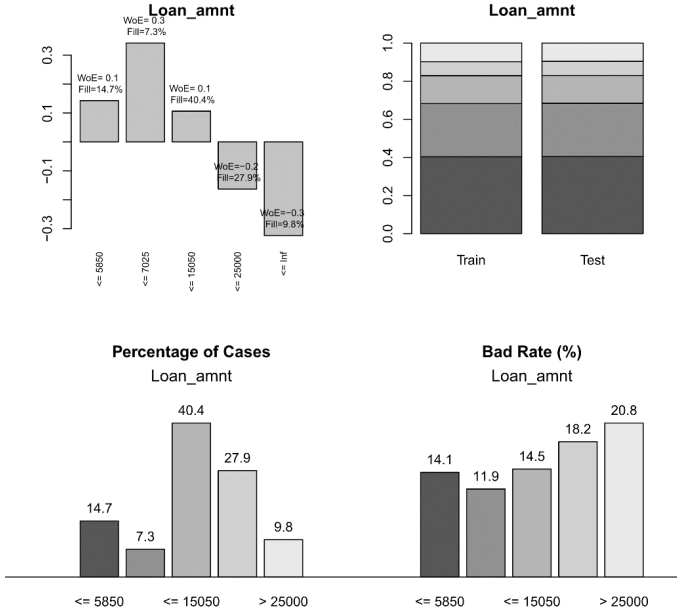 Loan_amnt
WoE= 0.3
Fill=7.3%
WoE= 0.1
Fill=14.7%
WoE= 0.1
Fill=40.4%
WoE=−0.2
Fill=27.9%
WoE=−0.3
Fill=9.8%
0.3
0.1
−0.1
−0.3
<= 5850
<= 7025
<= 15050
<= 25000
<= Inf
Loan_amnt
1.0
0.8
0.6
0.4
0.2
0.0
Train
Test
Percentage of Cases
Loan_amnt
14.7
7.3
40.4
27.9
9.8
<= 5850
<= 15050
> 25000
Bad Rate (%)
Loan_amnt
14.1
11.9
14.5
18.2
20.8
<= 5850
<= 15050
> 25000